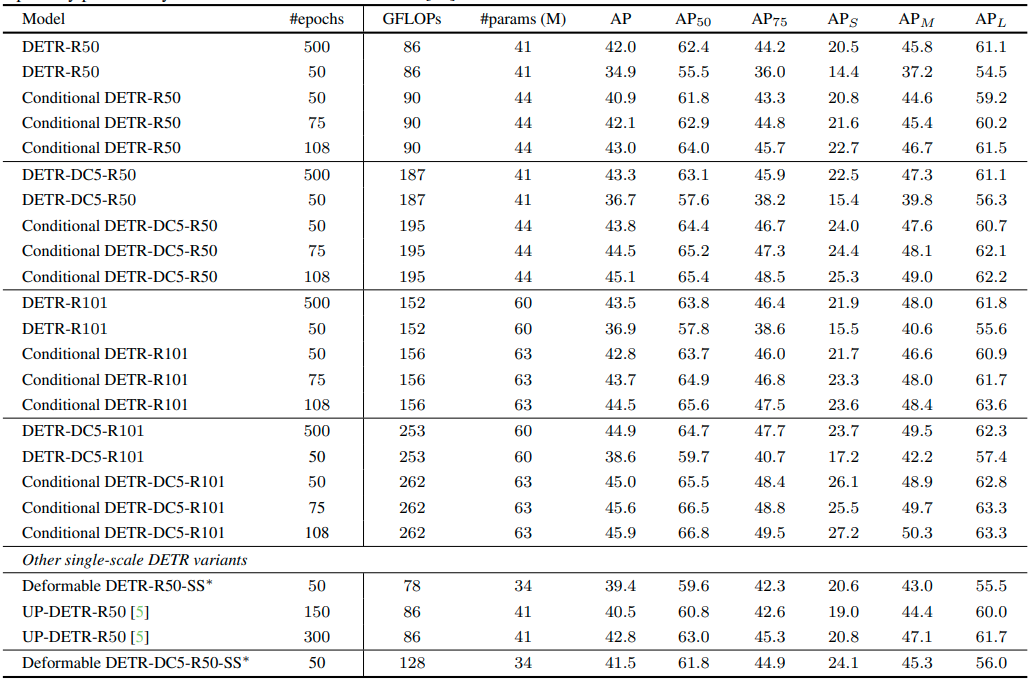 Model #epochs GFLOPs #params (M) AP AP50 AP75 APS APM APL
DETR-R50 500 86 41 42.0 62.4 44.2 20.5 45.8 61.1
DETR-R50 50 86 41 34.9 55.5 36.0 14.4 37.2 54.5
Conditional DETR-R50 50 90 44 40.9 61.8 43.3 20.8 44.6 59.2
Conditional DETR-R50 75 90 44 42.1 62.9 44.8 21.6 45.4 60.2
Conditional DETR-R50 108 90 44 43.0 64.0 45.7 22.7 46.7 61.5
DETR-DC5-R50 500 187 41 43.3 63.1 45.9 22.5 47.3 61.1
DETR-DC5-R50 50 187 41 36.7 57.6 38.2 15.4 39.8 56.3
Conditional DETR-DC5-R50 50 195 44 43.8 64.4 46.7 24.0 47.6 60.7
Conditional DETR-DC5-R50 75 195 44 44.5 65.2 47.3 24.4 48.1 62.1
Conditional DETR-DC5-R50 108 195 44 45.1 65.4 48.5 25.3 49.0 62.2
DETR-R101 500 152 60 43.5 63.8 46.4 21.9 48.0 61.8
DETR-R101 50 152 60 36.9 57.8 38.6 15.5 40.6 55.6
Conditional DETR-R101 50 156 63 42.8 63.7 46.0 21.7 46.6 60.9
Conditional DETR-R101 75 156 63 43.7 64.9 46.8 23.3 48.0 61.7
Conditional DETR-R101 108 156 63 44.5 65.6 47.5 23.6 48.4 63.6
DETR-DC5-R101 500 253 60 44.9 64.7 47.7 23.7 49.5 62.3
DETR-DC5-R101 50 253 60 38.6 59.7 40.7 17.2 42.2 57.4
Conditional DETR-DC5-R101 50 262 63 45.0 65.5 48.4 26.1 48.9 62.8
Conditional DETR-DC5-R101 75 262 63 45.6 66.5 48.8 25.5 49.7 63.3
Conditional DETR-DC5-R101 108 262 63 45.9 66.8 49.5 27.2 50.3 63.3
Other single-scale DETR variants
Deformable DETR-R50-SS* 50 78 34 39.4 59.6 42.3 20.6 43.0 55.5
UP-DETR-R50 [5] 150 86 41 40.5 60.8 42.6 19.0 44.4 60.0
UP-DETR-R50 [5] 300 86 41 42.8 63.0 45.3 20.8 47.1 61.7
Deformable DETR-DC5-R50-SS* 50 128 34 41.5 61.8 44.9 24.1 45.3 56.0